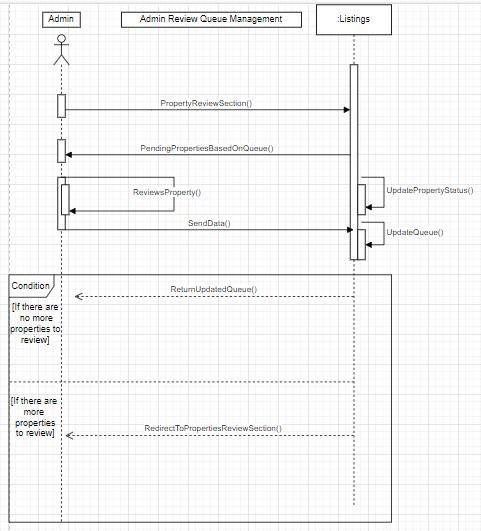 Admin
Admin Review Queue Management
:Listings
PropertyReviewSection()
PendingPropertiesBasedOnQueue()
ReviewsProperty()
UpdatePropertyStatus()
SendData()
UpdateQueue()
Condition
ReturnUpdatedQueue()
[If there are
no more
properties to
review]
[If there are
more
properties
to review]
RedirectToPropertiesReviewSection()